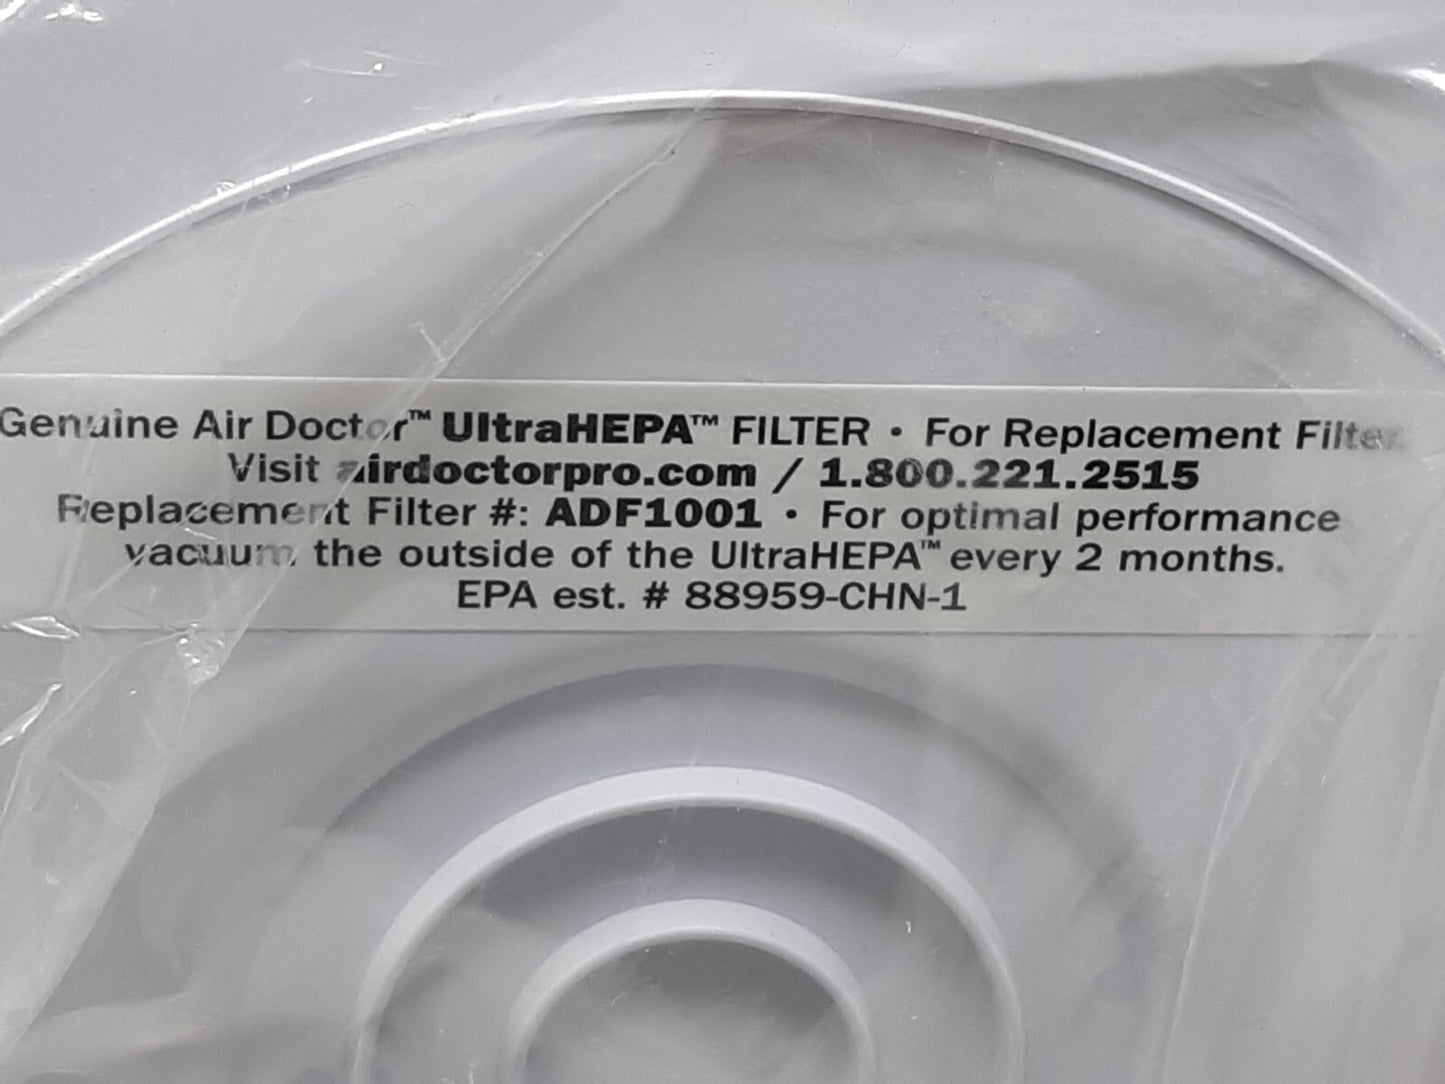 Genuine Air Doctor™ UltraHEPA™ FILTER • For Replacement Filter
Visit airdoctorpro.com / 1.800.221.2515
Replacement Filter #: ADF1001 • For optimal performance
vacuum the outside of the UltraHEPA™ every 2 months.
EPA est. # 88959-CHN-1